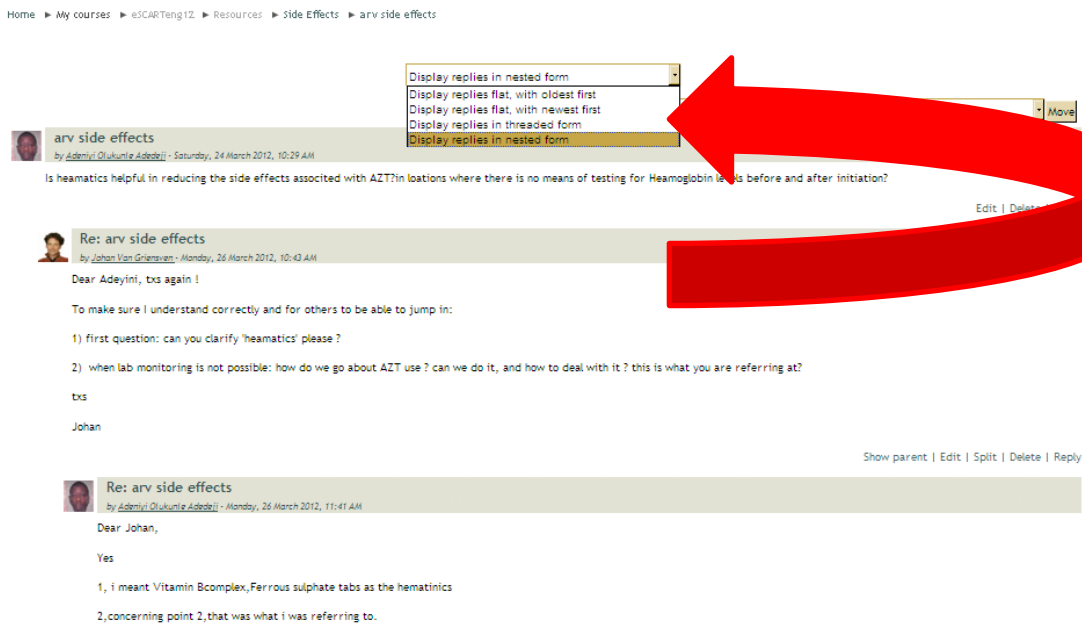 Home ► My courses ► eSCARTeng12 ► Resources ► Side Effects ► arv side effects
Display replies in nested form
Display replies flat, with oldest first
Display replies flat, with newest first
Display replies in threaded form
Display replies in nested form
Move
arv side effects
by Adeniyi Olukunle Adedeji - Saturday, 24 March 2012, 10:29 AM
Is heamatics helpful in reducing the side effects associted with AZT?in loations where there is no means of testing for Heamoglobin levels before and after initiation?
Edit | Delete
Re: arv side effects
by Johan Van Griensven - Monday, 26 March 2012, 10:43 AM
Dear Adeyini, txs again !
To make sure I understand correctly and for others to be able to jump in:
1) first question: can you clarify 'heamatics' please ?
2) when lab monitoring is not possible: how do we go about AZT use ? can we do it, and how to deal with it ? this is what you are referring at?
txs
Johan
Show parent | Edit | Split | Delete | Reply
Re: arv side effects
by Adeniyi Olukunle Adedeji - Monday, 26 March 2012, 11:41 AM
Dear Johan,
Yes
1, i meant Vitamin Bcomplex,Ferrous sulphate tabs as the hematinics
2,concerning point 2,that was what i was referring to.